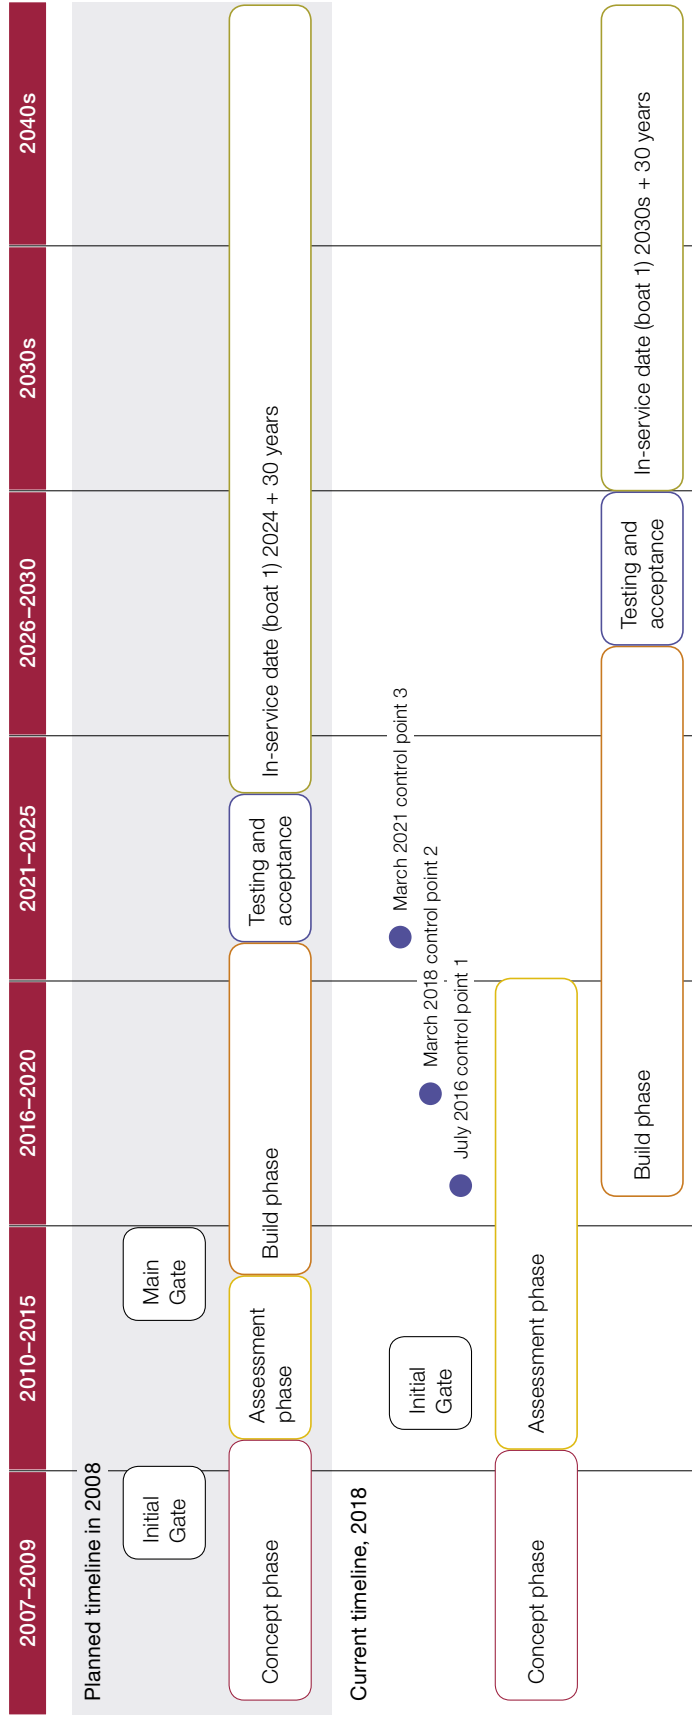 2007–2009
2010–2015
2016–2020
2021–2025
2026–2030
2030s
2040s
Planned timeline in 2008
Initial
Gate
Main
Gate
Concept phase
Assessment
phase
Build phase
Testing and
acceptance
In-service date (boat 1) 2024 + 30 years
Current timeline, 2018
Initial
Gate
March 2021 control point 3
March 2018 control point 2
July 2016 control point 1
Concept phase
Assessment phase
Build phase
Testing and
acceptance
In-service date (boat 1) 2030s + 30 years